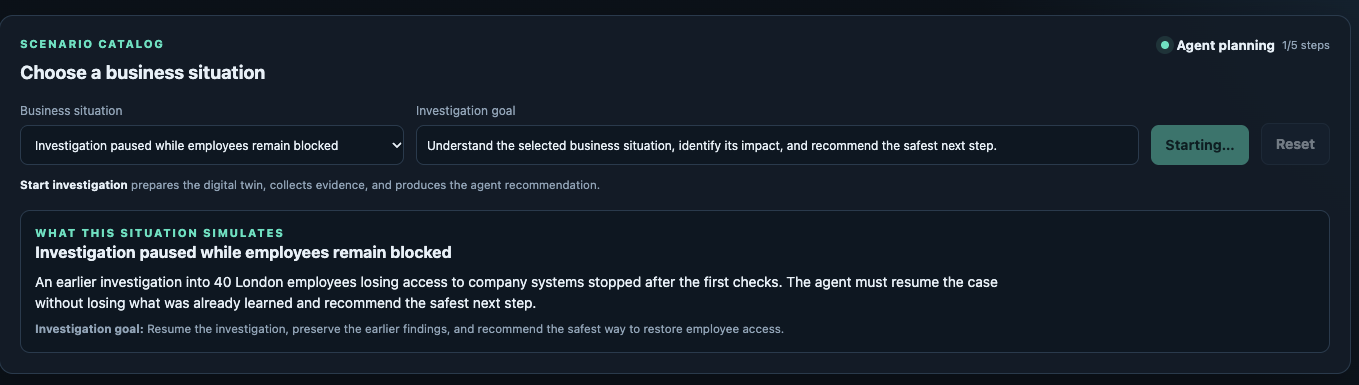 SCENARIO CATALOG
Agent planning 1/5 steps
Choose a business situation
Business situation
Investigation goal
Investigation paused while employees remain blocked
Understand the selected business situation, identify its impact, and recommend the safest next step.
Starting...
Reset
Start investigation prepares the digital twin, collects evidence, and produces the agent recommendation.
WHAT THIS SITUATION SIMULATES
Investigation paused while employees remain blocked
An earlier investigation into 40 London employees losing access to company systems stopped after the first checks. The agent must resume the case
without losing what was already learned and recommend the safest next step.
Investigation goal: Resume the investigation, preserve the earlier findings, and recommend the safest way to restore employee access.